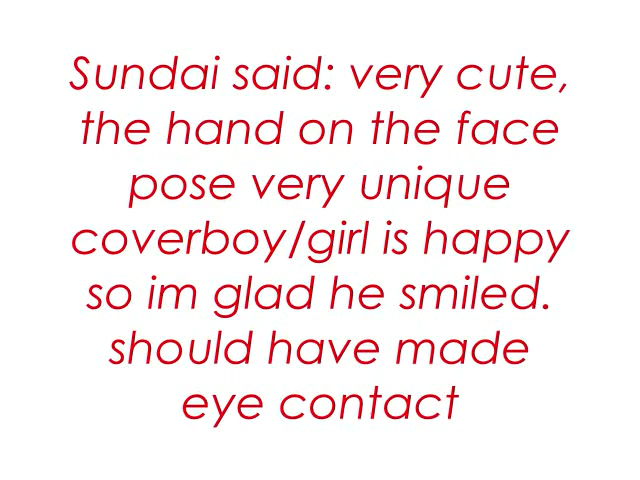 Sundai said: very cute,
the hand on the face
pose very unique
coverboy/girl is happy
so im glad he smiled.
should have made
eye contact